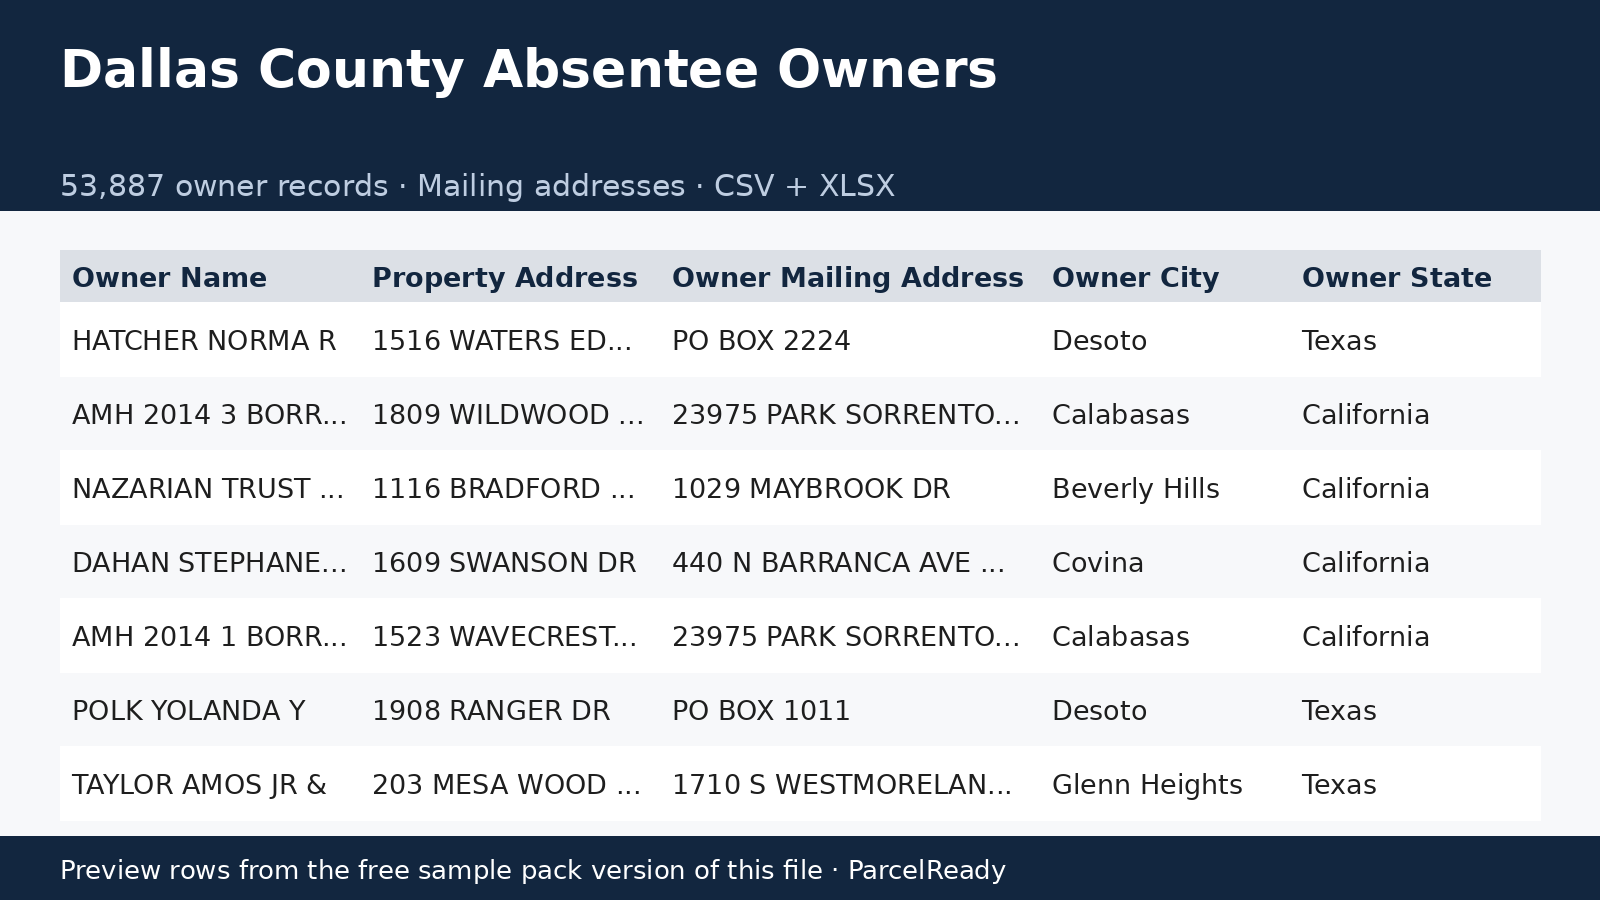 Dallas County Absentee Owners
53,887 owner records · Mailing addresses · CSV + XLSX
Owner Name Property Address Owner Mailing Address Owner City Owner State
HATCHER NORMA R 1516 WATERS ED... PO BOX 2224 Desoto Texas
AMH 2014 3 BORR... 1809 WILDWOOD ... 23975 PARK SORRENTO... Calabasas California
NAZARIAN TRUST ... 1116 BRADFORD ... 1029 MAYBROOK DR Beverly Hills California
DAHAN STEPHANE... 1609 SWANSON DR 440 N BARRANCA AVE ... Covina California
AMH 2014 1 BORR... 1523 WAVECREST... 23975 PARK SORRENTO... Calabasas California
POLK YOLANDA Y 1908 RANGER DR PO BOX 1011 Desoto Texas
TAYLOR AMOS JR & 203 MESA WOOD ... 1710 S WESTMORELAN... Glenn Heights Texas
Preview rows from the free sample pack version of this file · ParcelReady